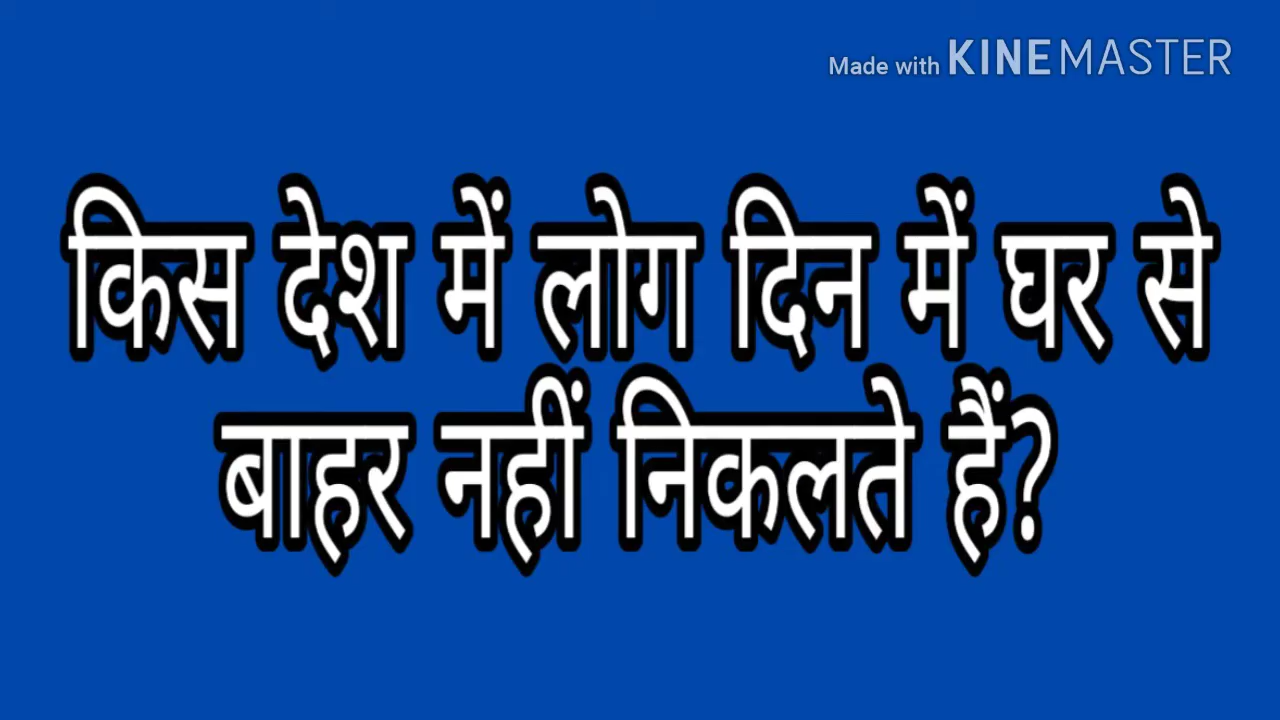 Made with KINEMASTER
किस देश में लोग दिन में घर से
बाहर नहीं निकलते हैं?